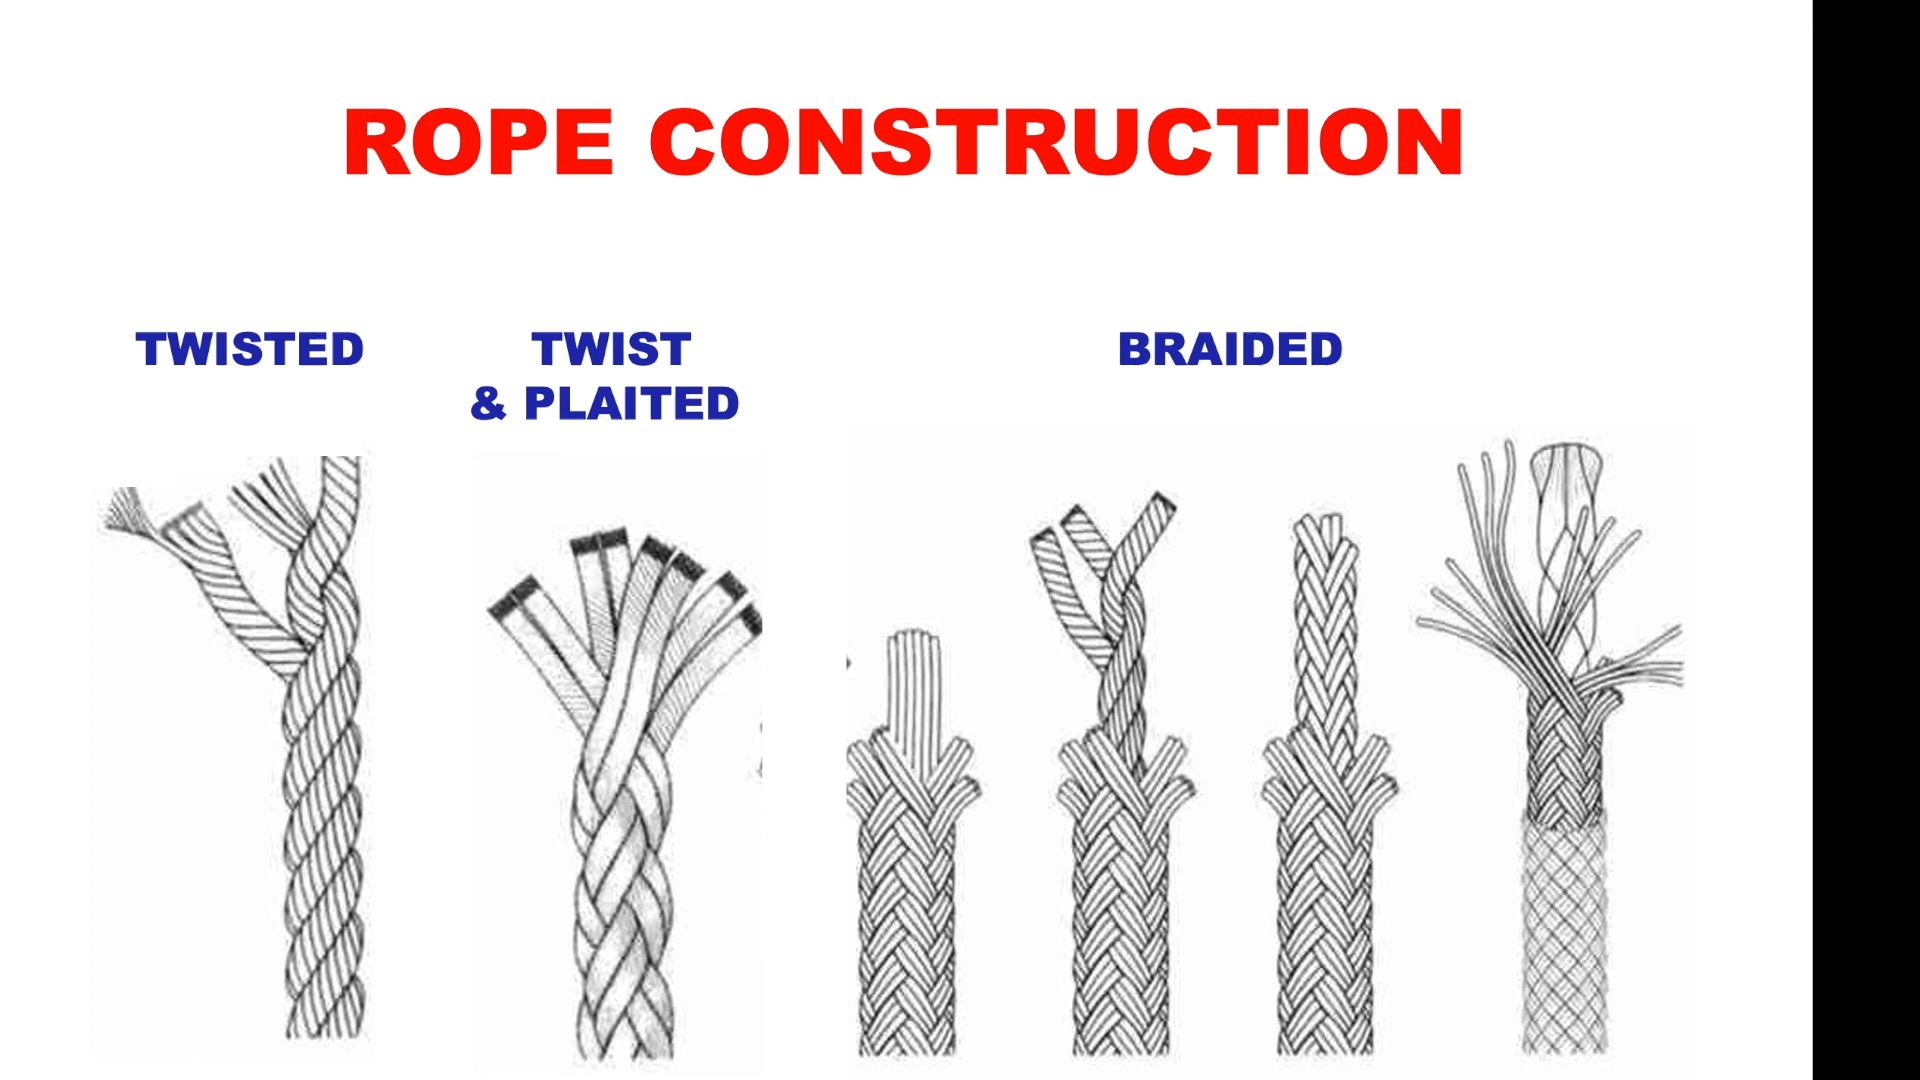 ROPE CONSTRUCTION
TWISTED
TWIST
& PLAITED
BRAIDED